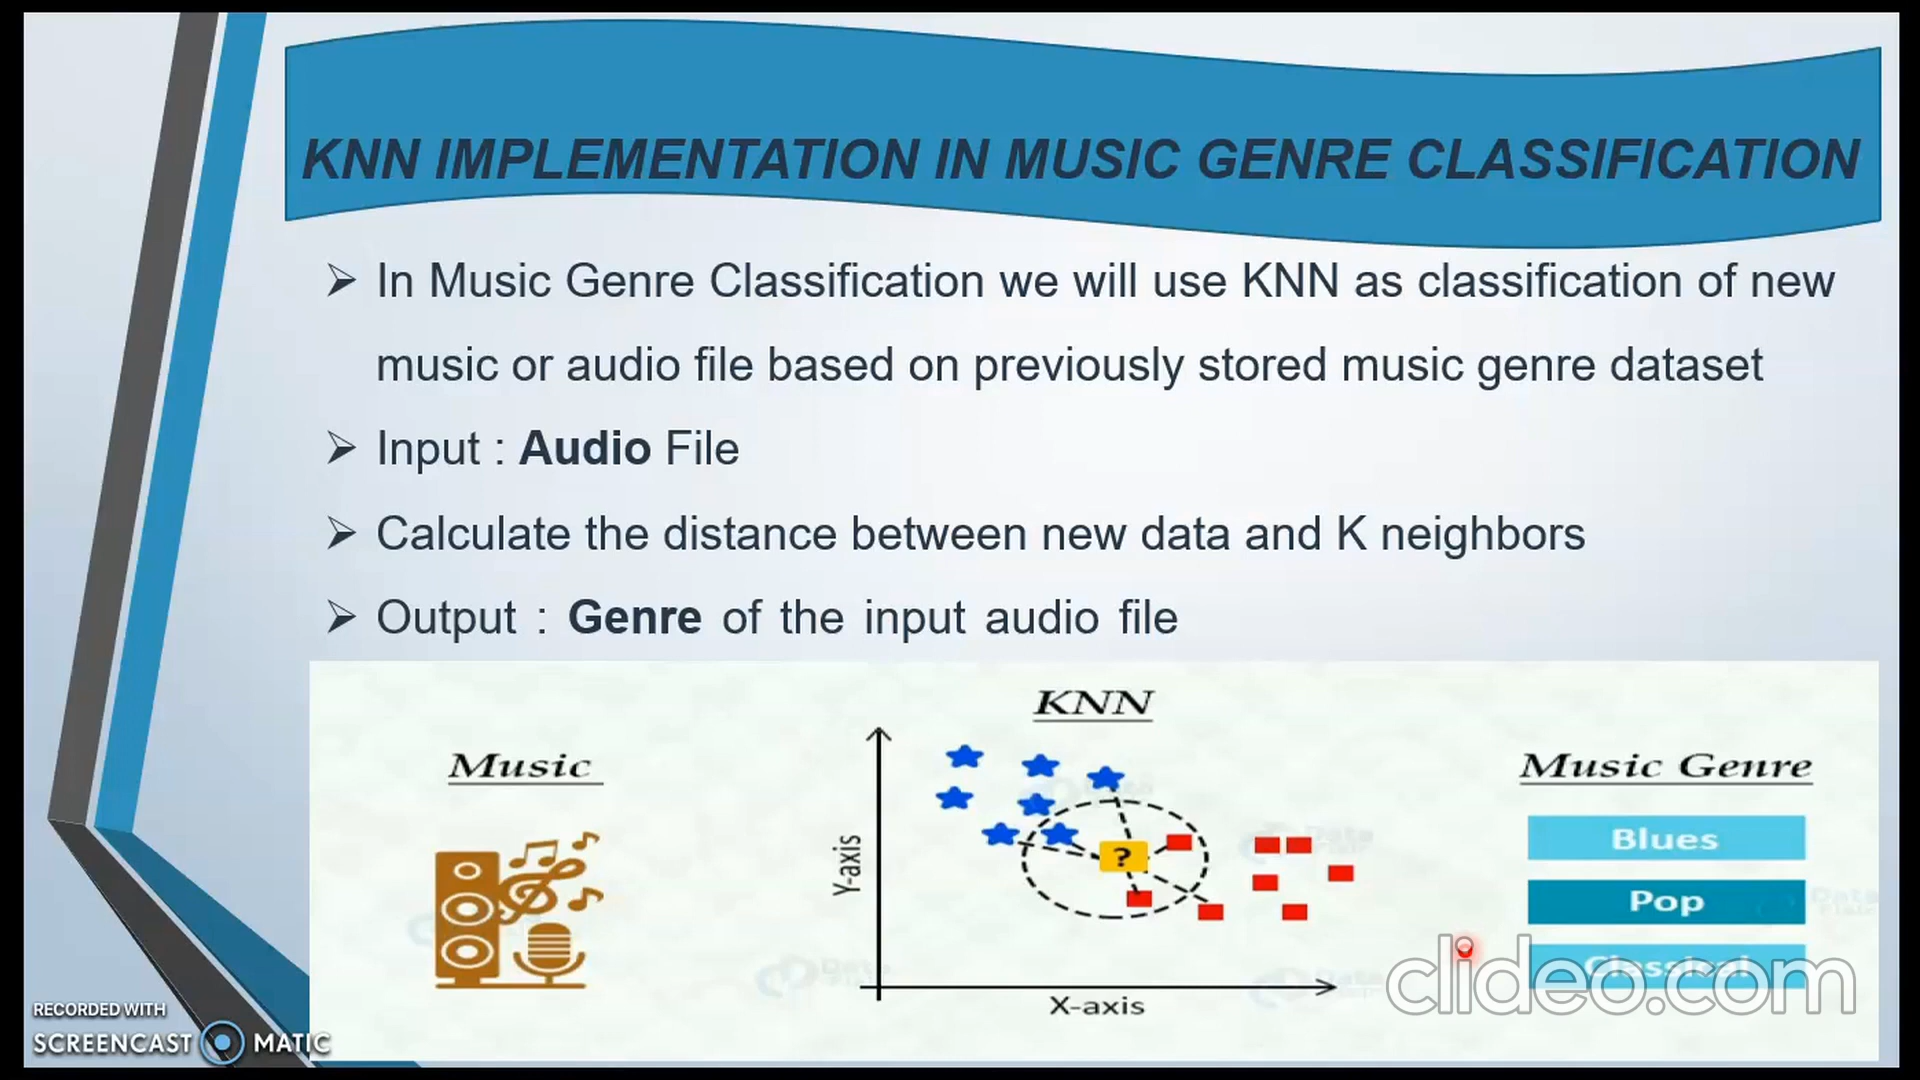 KNN IMPLEMENTATION IN MUSIC GENRE CLASSIFICATION
In Music Genre Classification we will use KNN as classification of new
music or audio file based on previously stored music genre dataset
Input : Audio File
Calculate the distance between new data and K neighbors
Output : Genre of the input audio file
KNN
Music
Music Genre
Y-axis
?
Blues
Pop
Classical
clideo.com
X-axis
RECORDED WITH
SCREENCAST MATIC